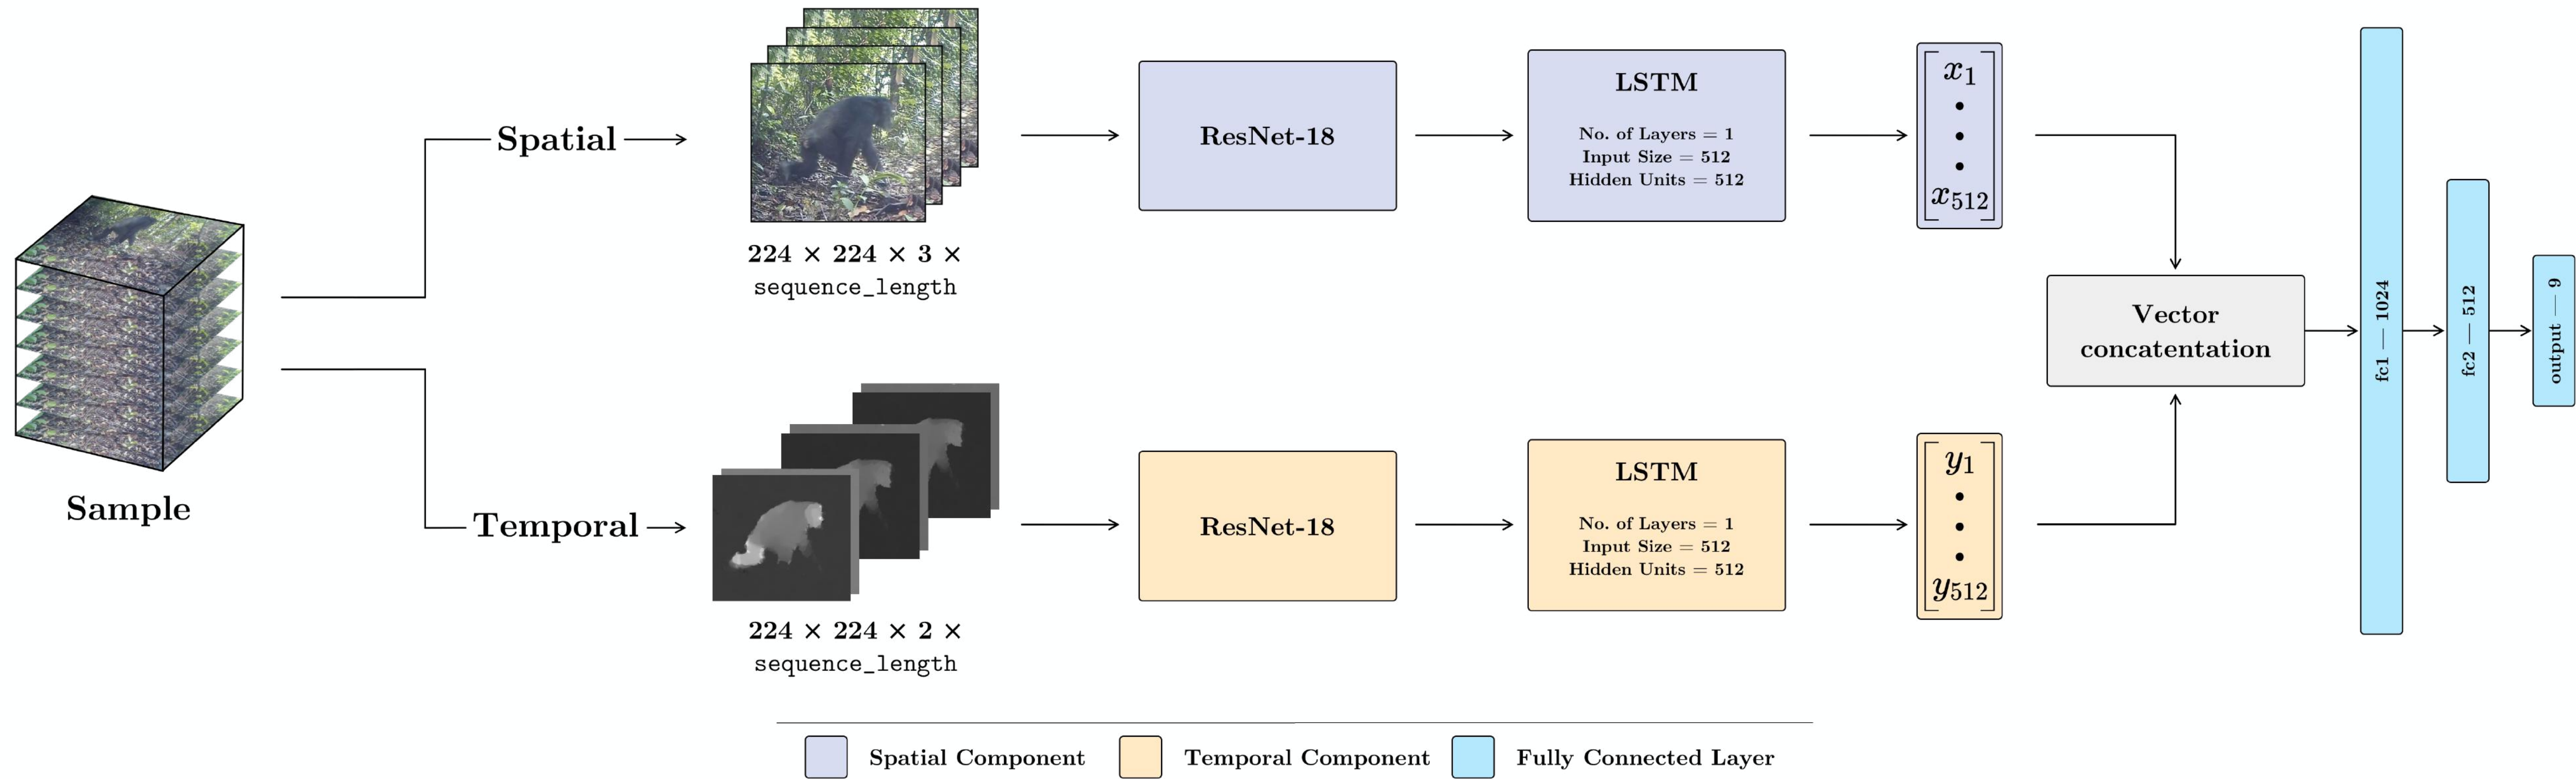 Sample
Spatial
224 × 224 × 3 ×
sequence_length
ResNet-18
LSTM
No. of Layers = 1
Input Size = 512
Hidden Units = 512
x1
x512
Temporal
224 × 224 × 2 ×
sequence_length
ResNet-18
LSTM
No. of Layers = 1
Input Size = 512
Hidden Units = 512
y1
y512
Vector
concatentation
fc1 — 1024
fc2 — 512
output — 9
Spatial Component
Temporal Component
Fully Connected Layer